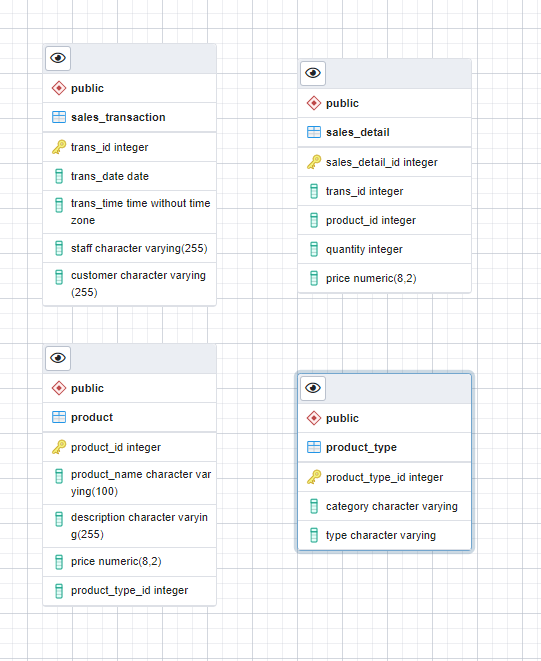 public
sales_transaction
trans_id integer
trans_date date
trans_time time without time
zone
staff character varying(255)
customer character varying
(255)
public
sales_detail
sales_detail_id integer
trans_id integer
product_id integer
quantity integer
price numeric(8,2)
public
product
product_id integer
product_name character var
ying(100)
description character varyin
g(255)
price numeric(8,2)
product_type_id integer
public
product_type
product_type_id integer
category character varying
type character varying